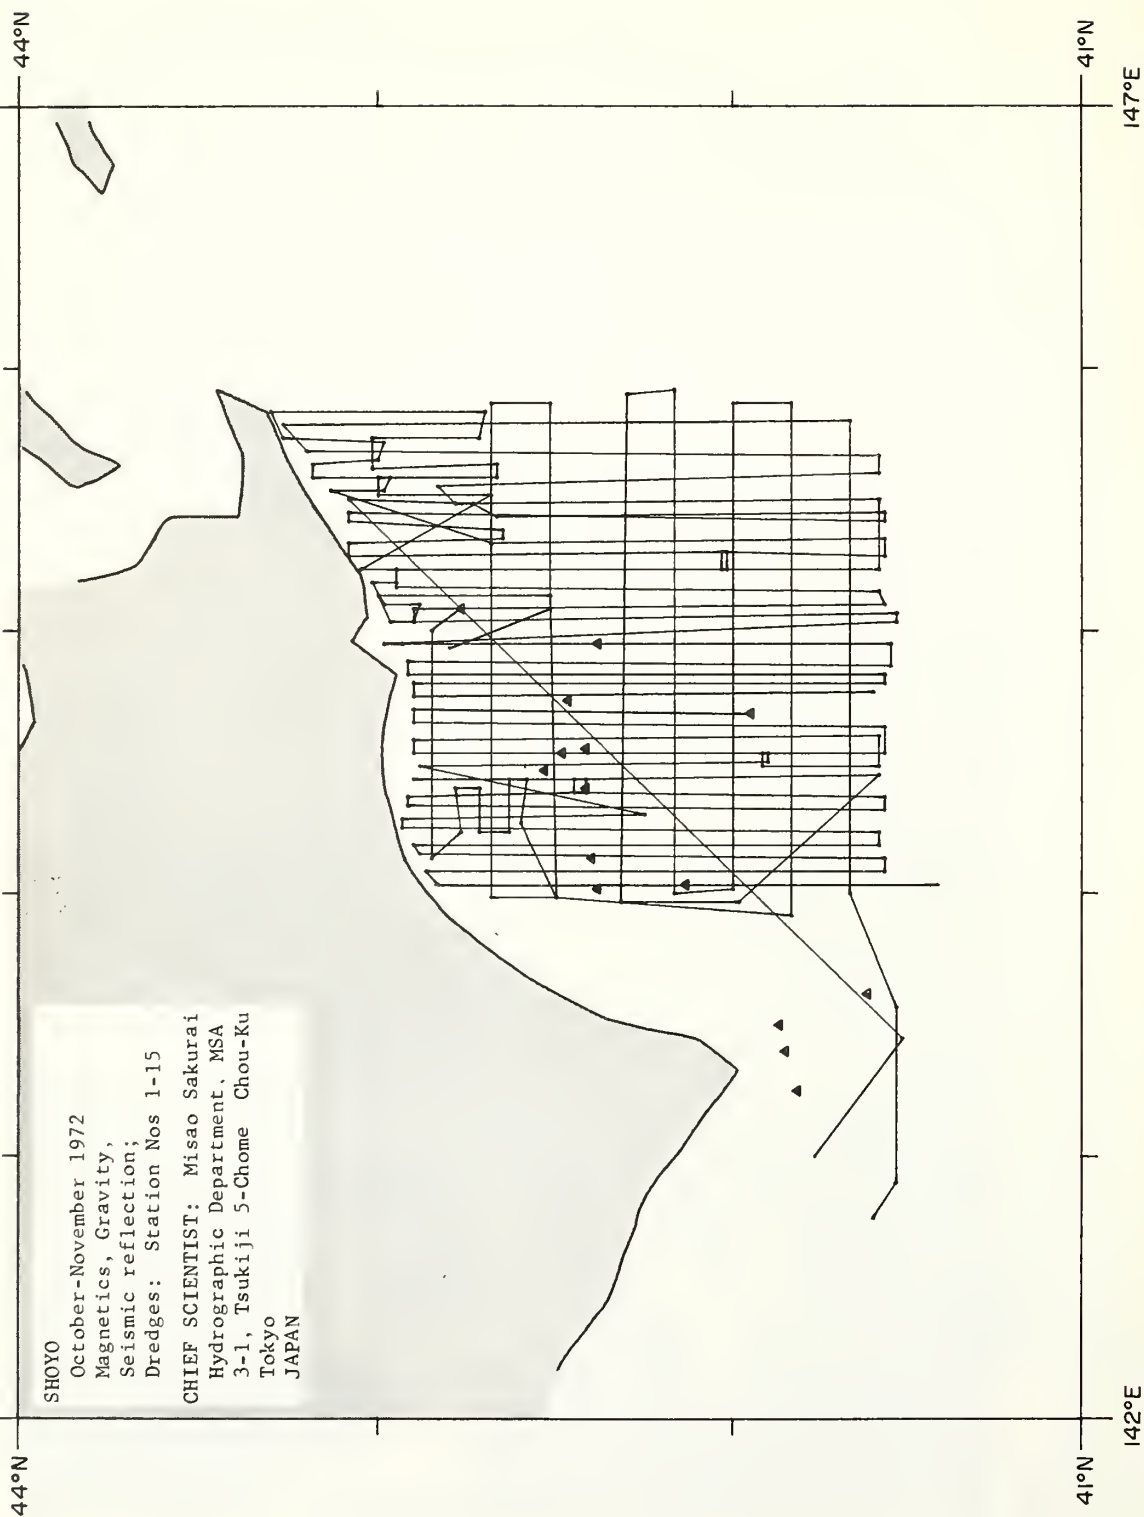 SHOYO
October-November 1972
Magnetics, Gravity,
Seismic reflection;
Dredges: Station Nos 1-15
CHIEF SCIENTIST: Misao Sakurai
Hydrographic Department, MSA
3-1, Tsukiji 5-Chome Chou-Ku
Tokyo
JAPAN
44°N
44°N
41°N
41°N
142°E
147°E